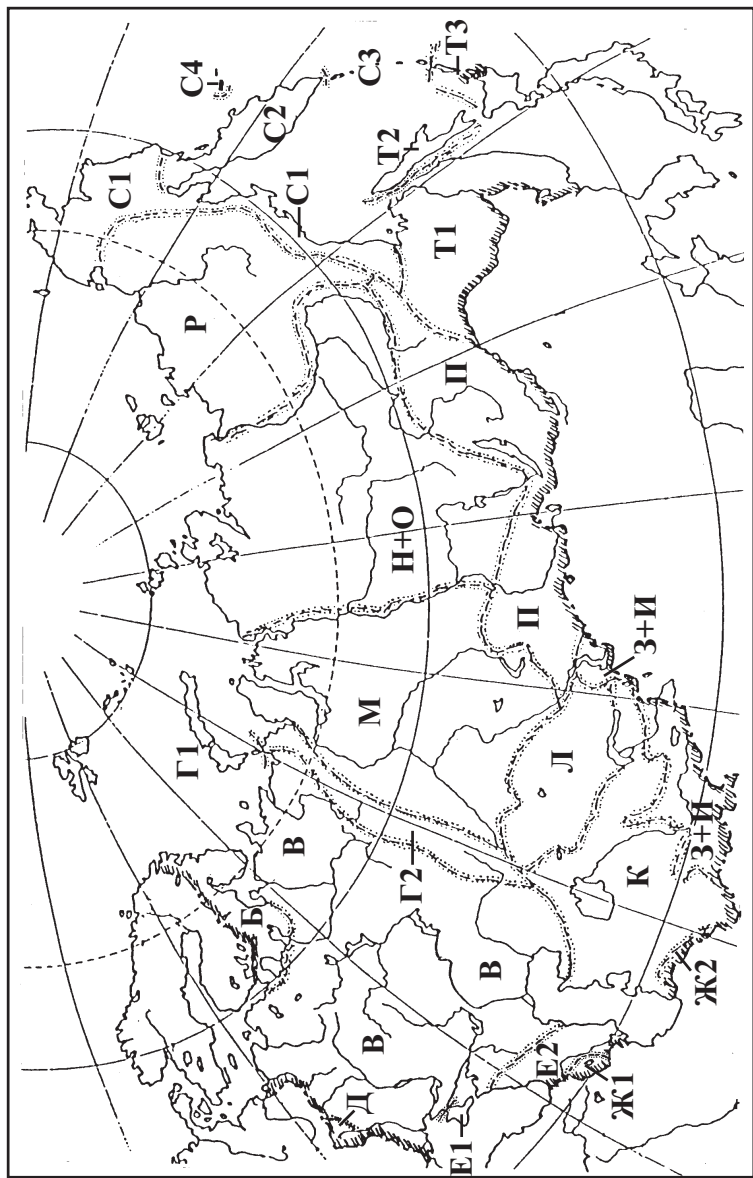 С1
Г1
С4
Р
Б
С2
В
С1
Д
М
С3
В
Т2
Н+О
Г2
Т1
П
Т3
Е1
В
П
Е2
Л
Ж1
К
З+И
З+И
Ж2